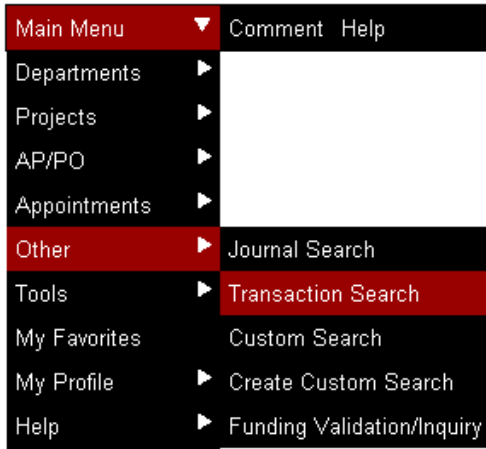 Main Menu Comment Help
Departments
Projects
AP/PO
Appointments
Other Journal Search
Tools Transaction Search
My Favorites Custom Search
My Profile Create Custom Search
Help Funding Validation/Inquiry